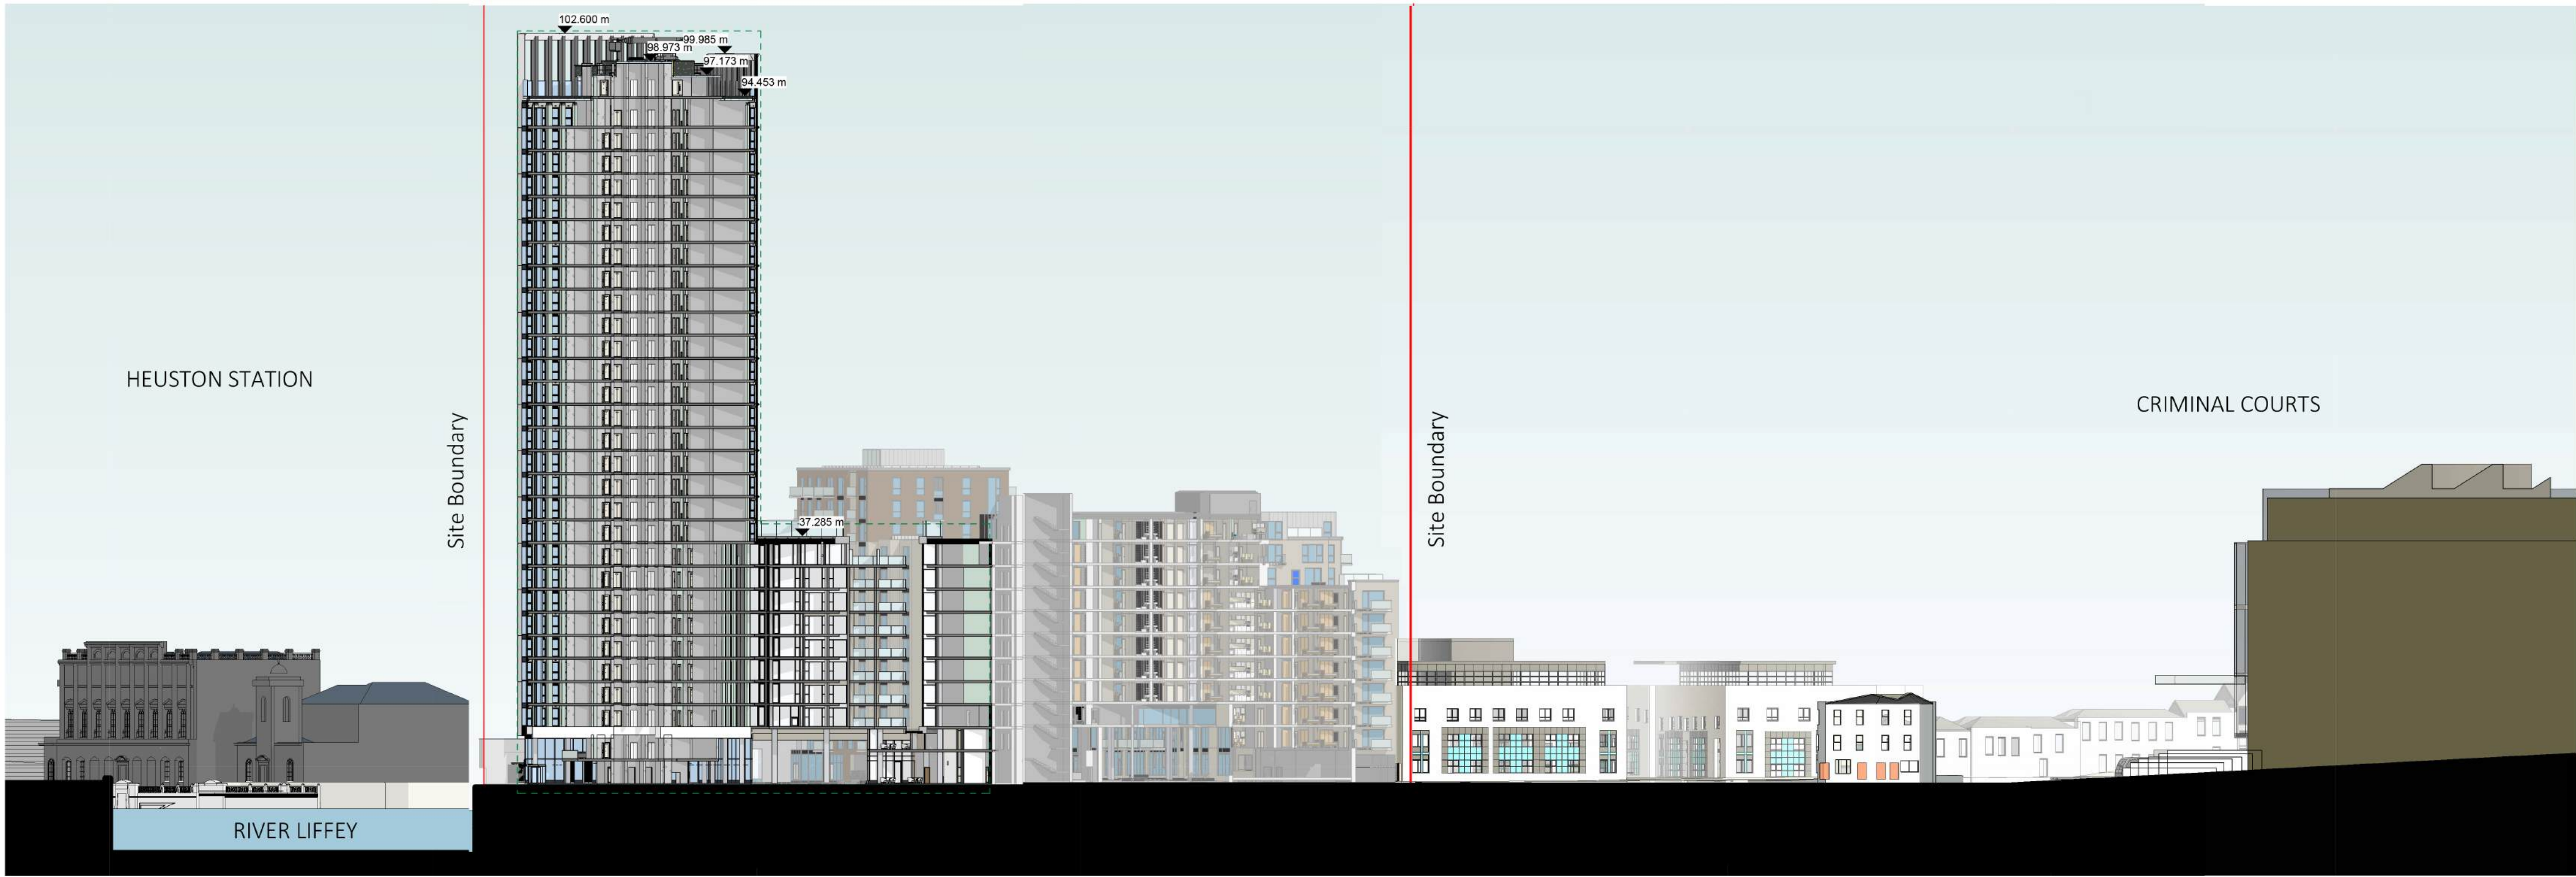 102.600 m
99.985 m
98.973 m
97.173 m
94.453 m
HEUSTON STATION
Site Boundary
37.285 m
Site Boundary
CRIMINAL COURTS
RIVER LIFFEY